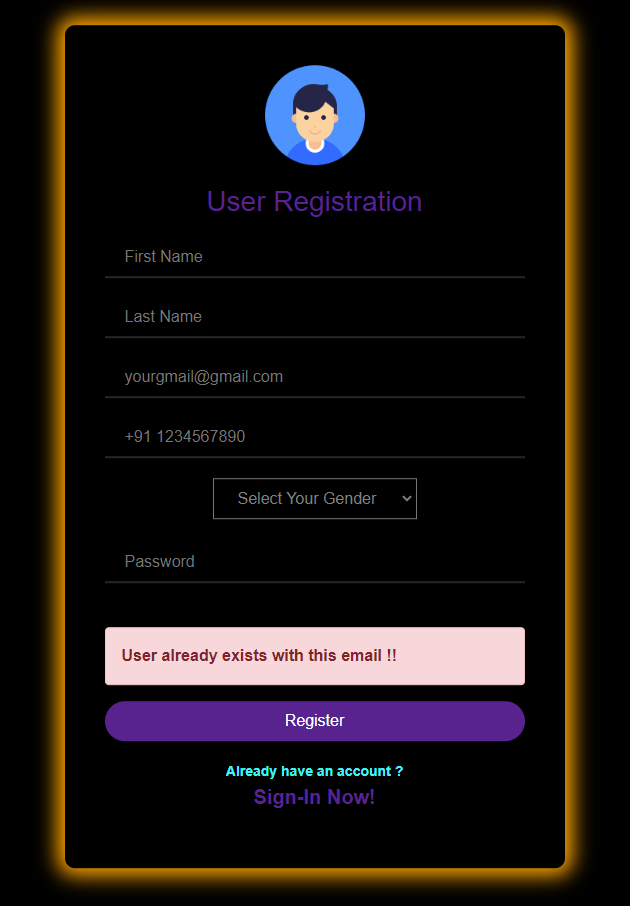 User Registration
First Name
Last Name
yourgmail@gmail.com
+91 1234567890
Select Your Gender
Password
User already exists with this email !!
Register
Already have an account ?
Sign-In Now!